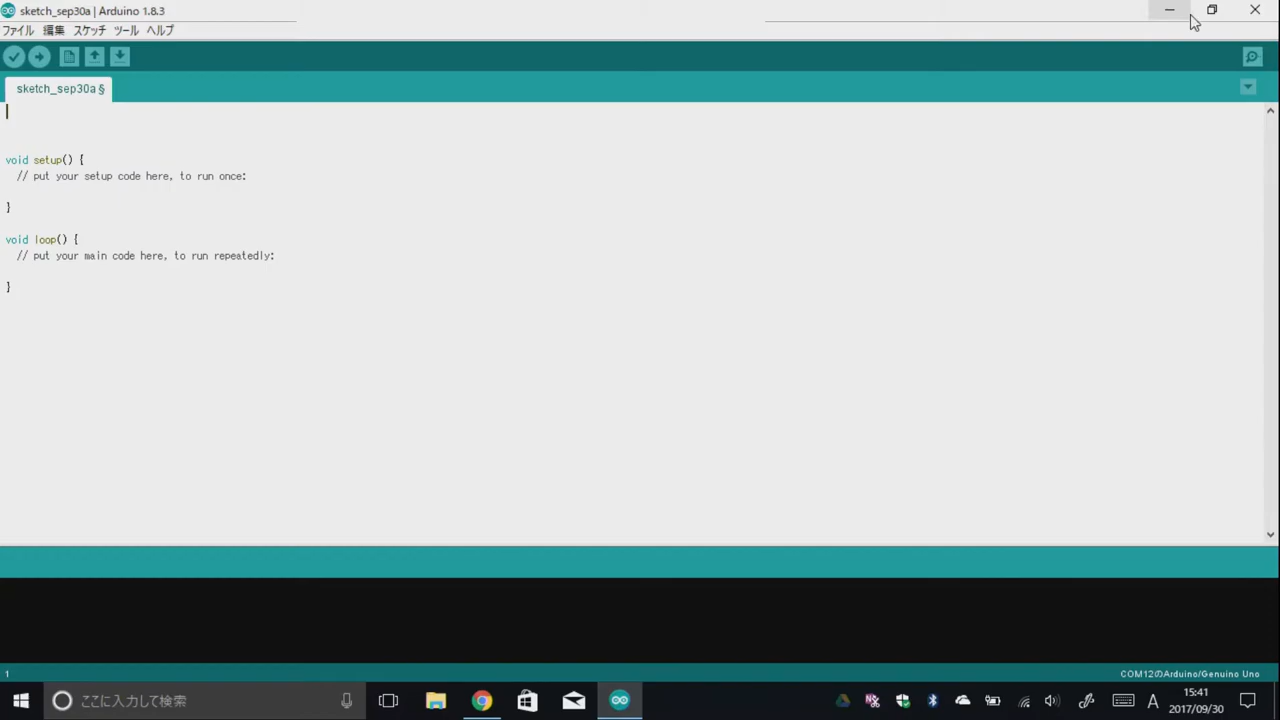 sketch_sep30a | Arduino 1.8.3
ファイル 編集 スケッチ ツール ヘルプ
sketch_sep30a §
void setup() {
// put your setup code here, to run once:
}
void loop() {
// put your main code here, to run repeatedly:
}
1
COM12のArduino/Genuino Uno
ここに入力して検索
A
15:41
2017/09/30